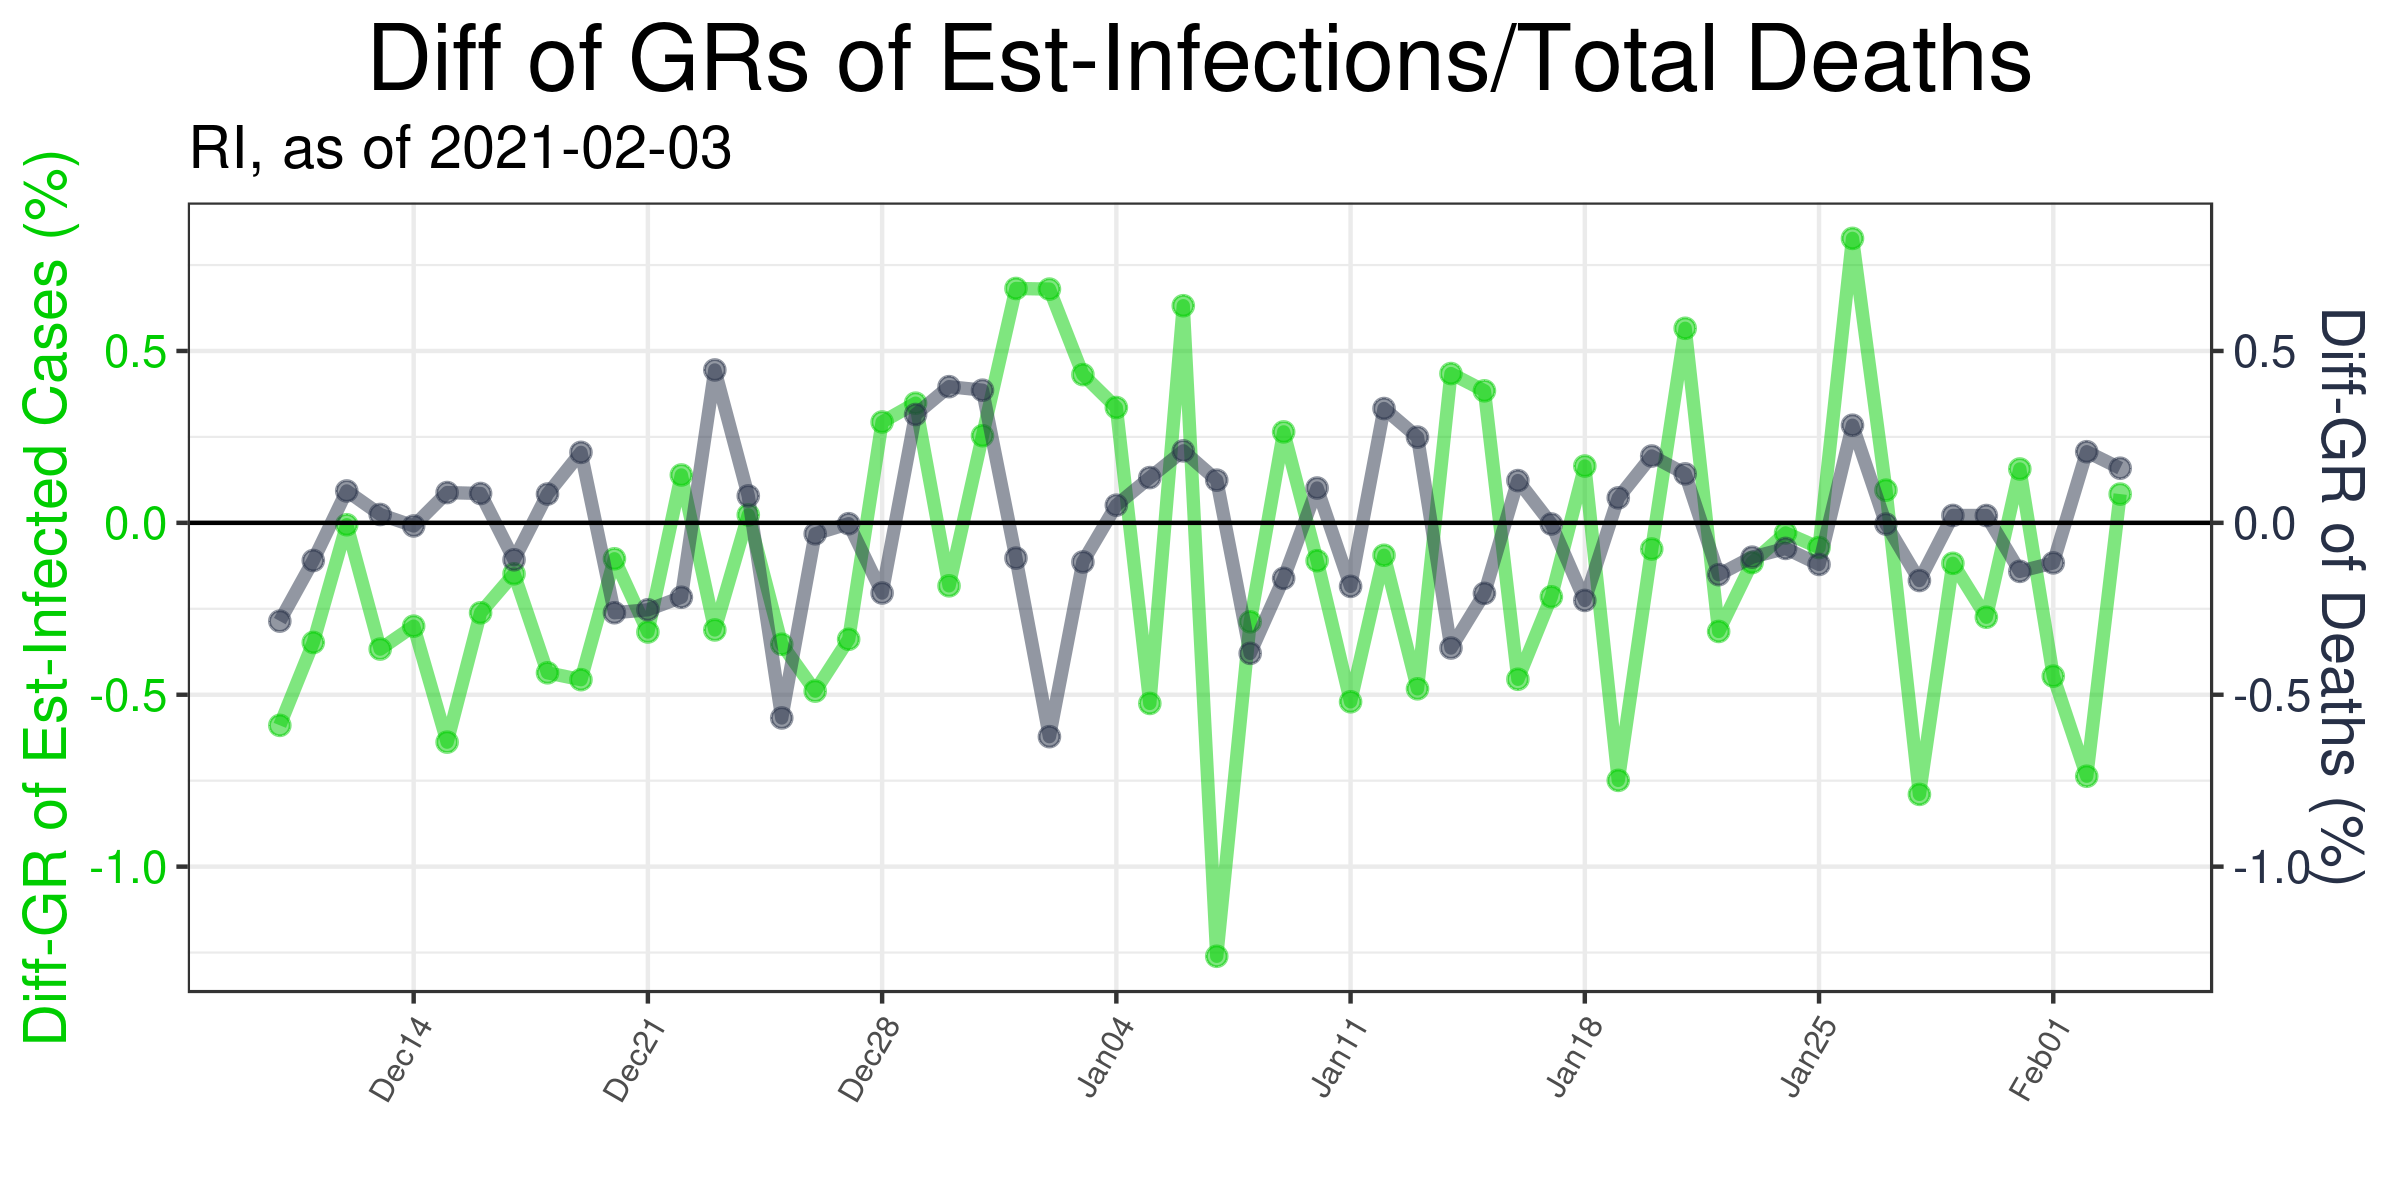 Diff of GRs of Est-Infections/Total Deaths
RI, as of 2021-02-03
Diff-GR of Est-Infected Cases (%)
0.5
0.0
-0.5
-1.0
0.5
0.0
-0.5
-1.0
Diff-GR of Deaths (%)
Dec14
Dec21
Dec28
Jan04
Jan11
Jan18
Jan25
Feb01